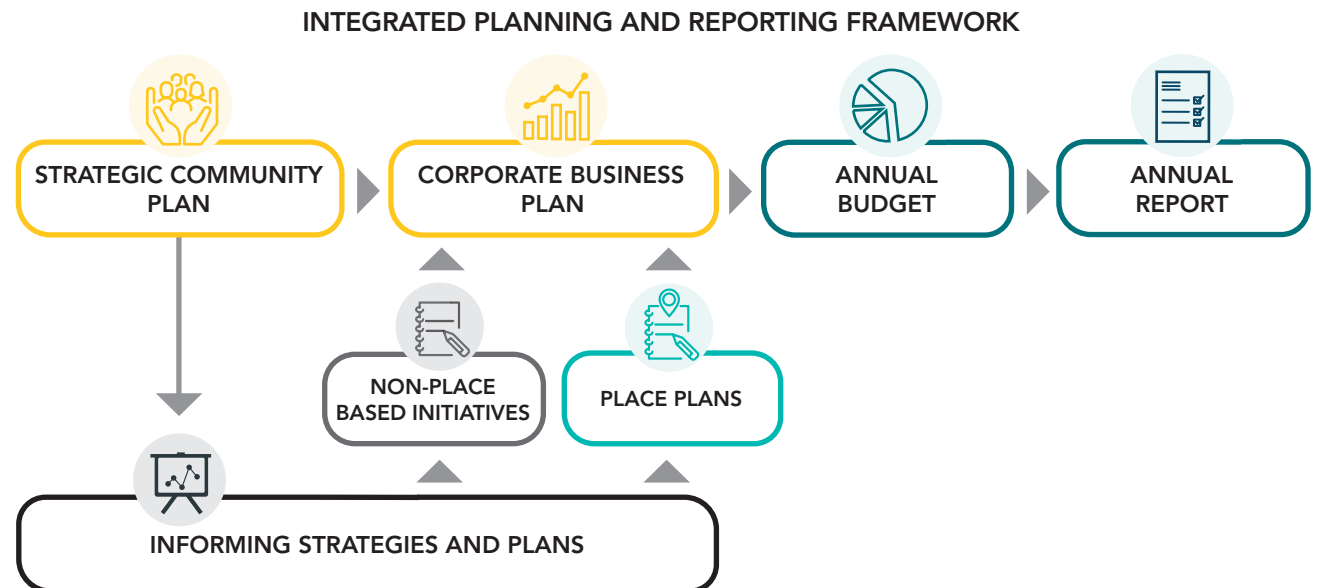 INTEGRATED PLANNING AND REPORTING FRAMEWORK
STRATEGIC COMMUNITY
PLAN
CORPORATE BUSINESS
PLAN
ANNUAL
BUDGET
ANNUAL
REPORT
NON-PLACE
BASED INITIATIVES
PLACE PLANS
INFORMING STRATEGIES AND PLANS